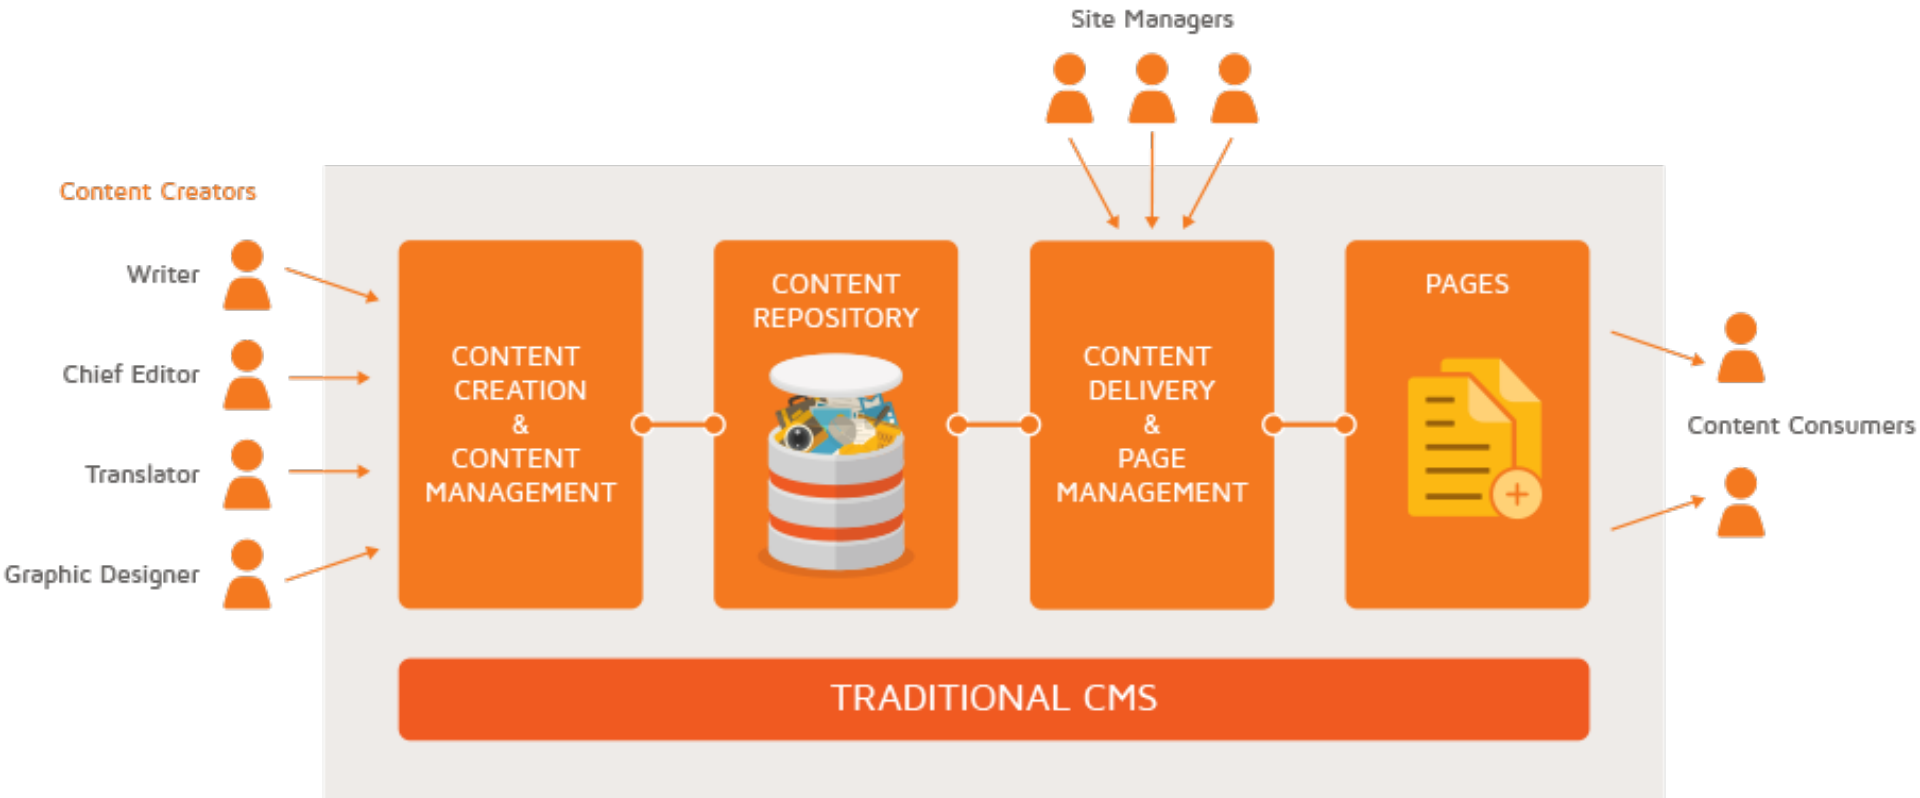 Site Managers
Content Creators
Writer
Chief Editor
Translator
Graphic Designer
CONTENT
CREATION
&
CONTENT
MANAGEMENT
CONTENT
REPOSITORY
CONTENT
DELIVERY
&
PAGE
MANAGEMENT
PAGES
Content Consumers
TRADITIONAL CMS